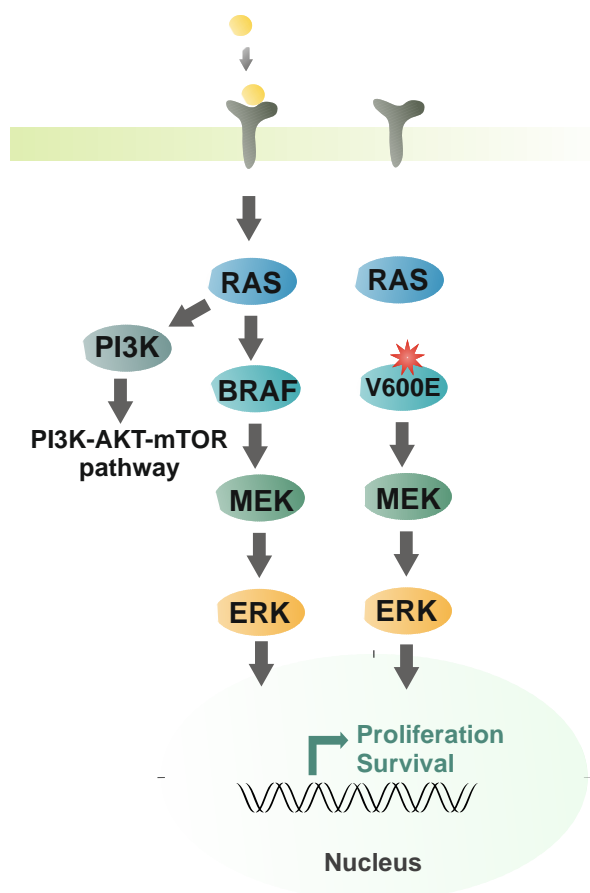 RAS
RAS
PI3K
BRAF
V600E
PI3K-AKT-mTOR
pathway
MEK
MEK
ERK
ERK
Proliferation
Survival
Nucleus